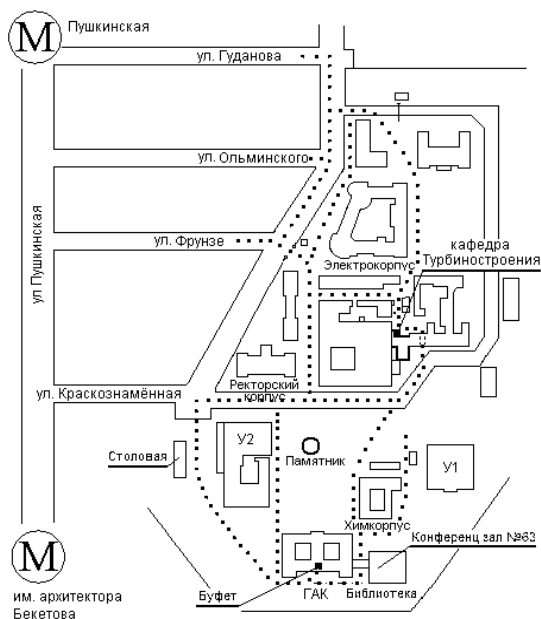 М
Пушкинская
ул. Гуданова
ул. Ольминского
ул Пушкинская
ул. Фрунзе
кафедра
Турбиностроения
Электрокорпус
Ректорский
корпус
ул. Краскознамённая
У2
Столовая
Памятник
У1
Химкорпус
Конференц зал №63
М
Буфет
ГАК
Библиотека
им. архитектора
Бекетова